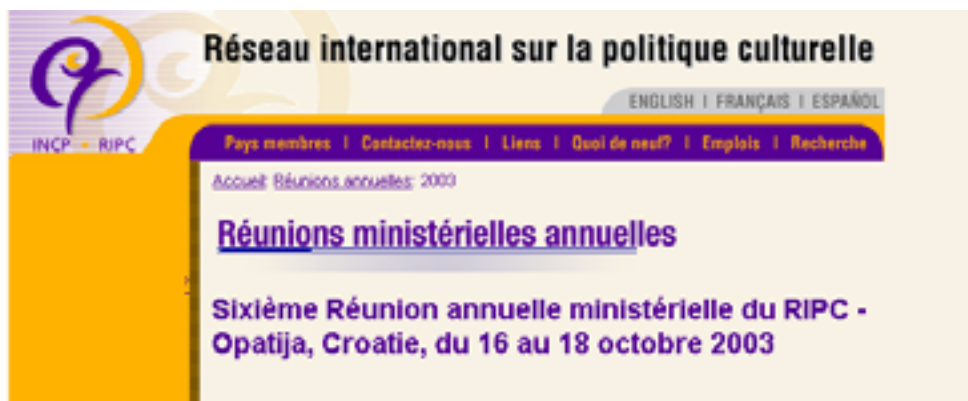 Réseau international sur la politique culturelle
ENGLISH I FRANÇAIS I ESPAÑOL
INCP • RIPC
Pays membres I Contactez-nous I Liens I Quoi de neuf? I Emplois I Recherche
Accueil: Réunions annuelles: 2003
Réunions ministérielles annuelles
Sixième Réunion annuelle ministérielle du RIPC -
Opatija, Croatie, du 16 au 18 octobre 2003